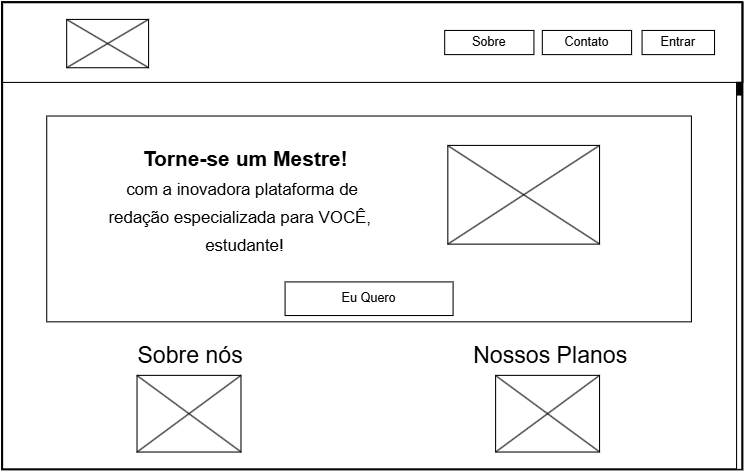 Sobre
Contato
Entrar
Torne-se um Mestre!
com a inovadora plataforma de
redação especializada para VOCÊ,
estudante!
Eu Quero
Sobre nós
Nossos Planos